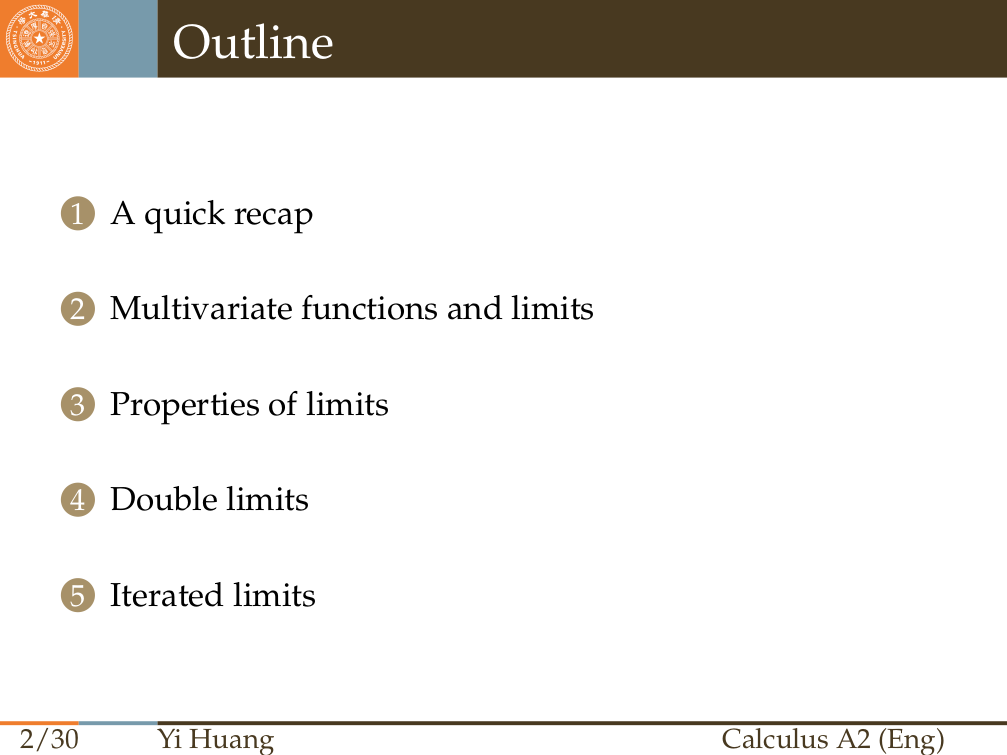 Outline
1 A quick recap
2 Multivariate functions and limits
3 Properties of limits
4 Double limits
5 Iterated limits
2/30 Yi Huang Calculus A2 (Eng)